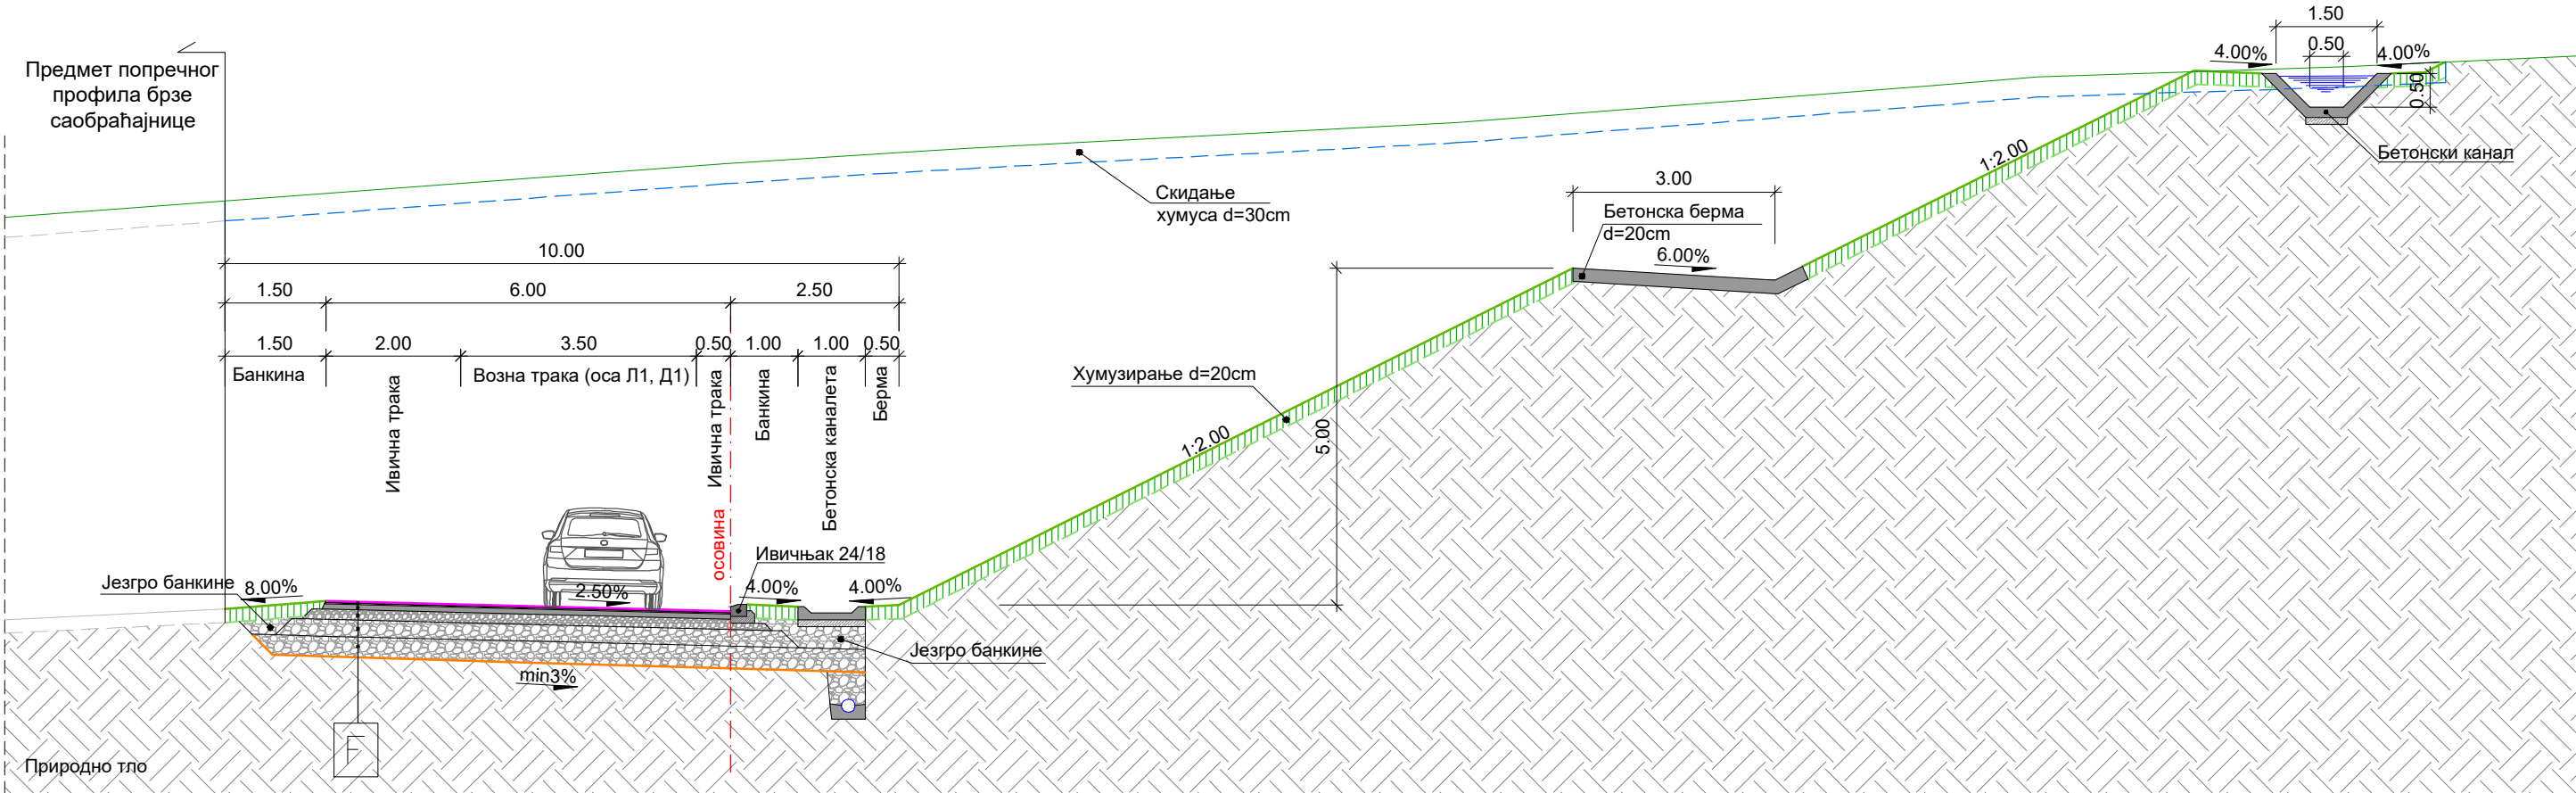 Предмет попречног
профила брзе
саобраћајнице
1.50
0.50
4.00%
4.00%
0.50
Бетонски канал
1:2.00
Скидање
хумуса d=30cm
3.00
Бетонска берма
d=20cm
6.00%
10.00
1.50
6.00
2.50
1.50
2.00
3.50
0.50
1.00
1.00
0.50
Банкина
Ивична трака
Возна трака (оса Л1, Д1)
Ивична трака
Банкина
Бетонска каналета
Берма
Хумузирање d=20cm
1:2.00
5.00
осовина
Ивичњак 24/18
Језгро банкине
8.00%
2.50%
4.00%
4.00%
Језгро банкине
min3%
F
Природно тло